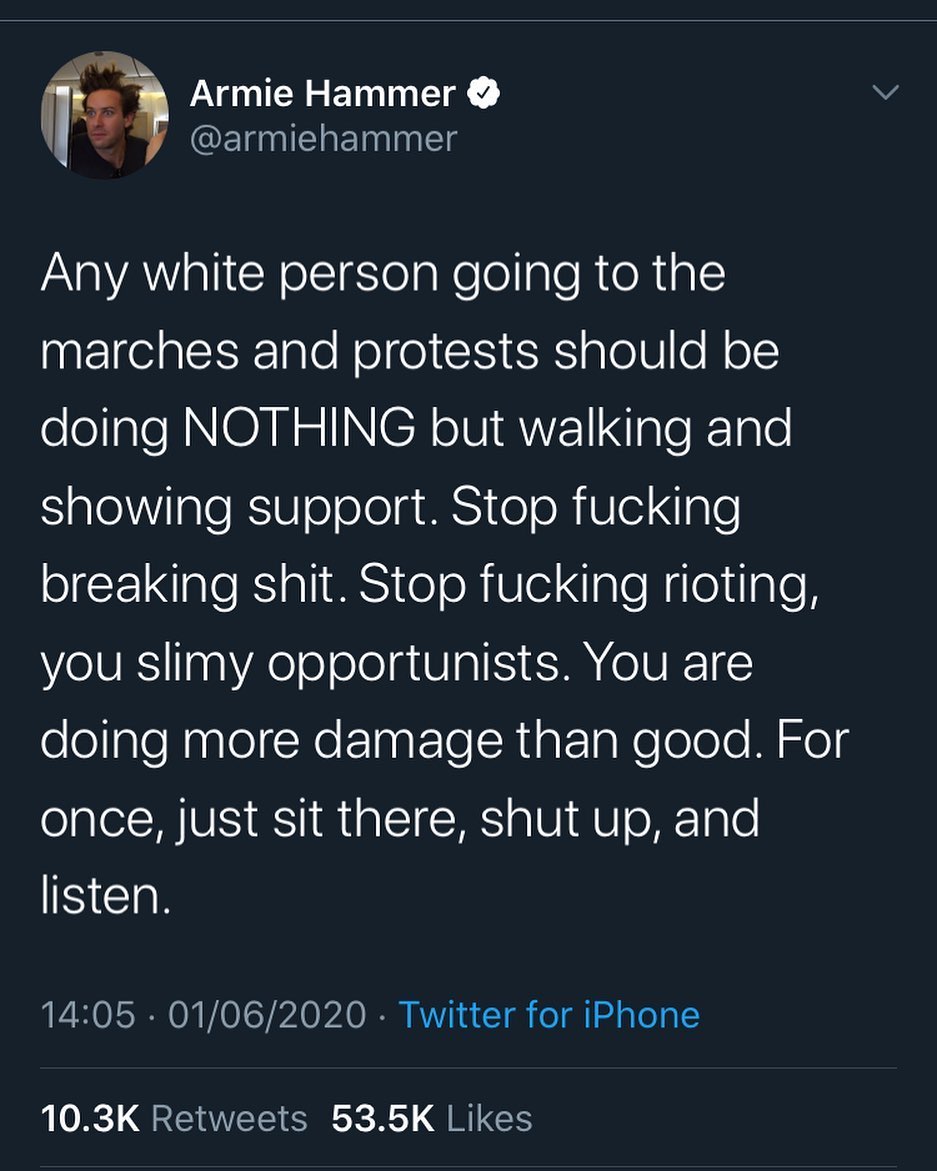 Armie Hammer
@armiehammer
Any white person going to the
marches and protests should be
doing NOTHING but walking and
showing support. Stop fucking
breaking shit. Stop fucking rioting,
you slimy opportunists. You are
doing more damage than good. For
once, just sit there, shut up, and
listen.
14:05 · 01/06/2020 · Twitter for iPhone
10.3K Retweets 53.5K Likes